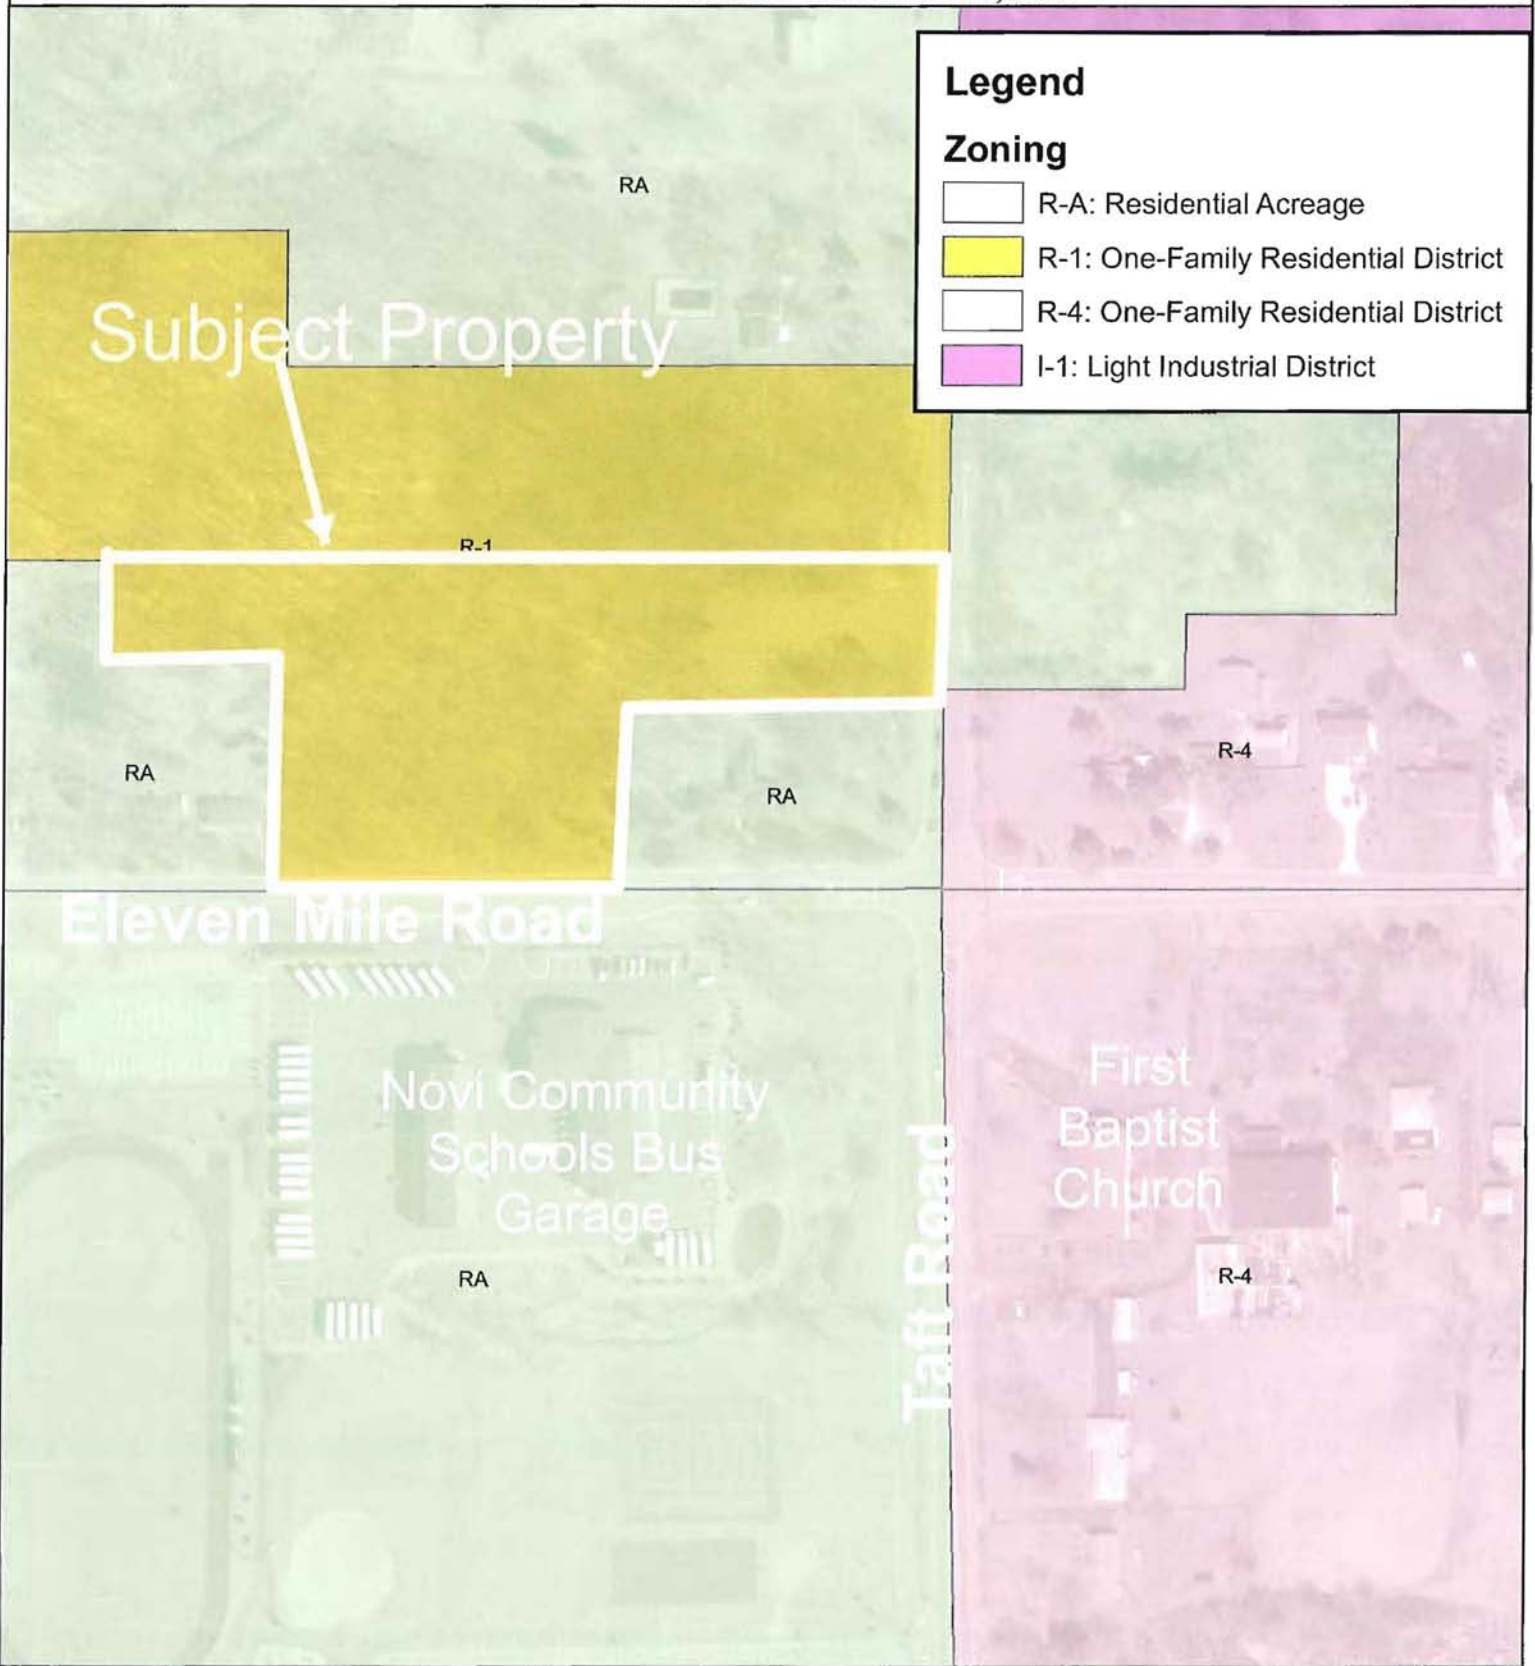 Legend
Zoning
R-A: Residential Acreage
R-1: One-Family Residential District
R-4: One-Family Residential District
I-1: Light Industrial District
RA
Subject Property
R-1
RA
RA
R-4
Eleven Mile Road
Novi Community
Schools Bus
Garage
RA
Taft Road
First
Baptist
Church
R-4